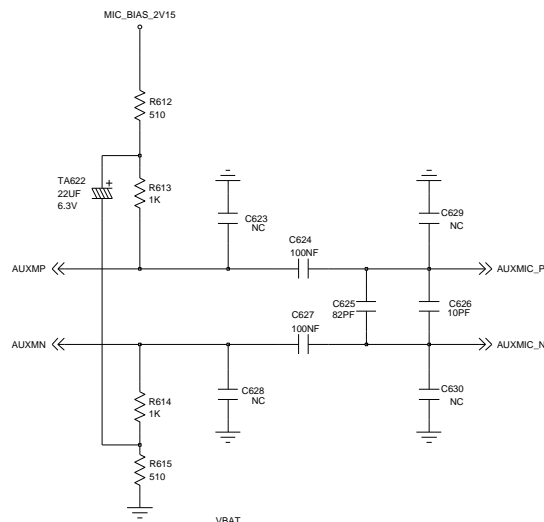 MIC_BIAS_2V15
R612
510
TA622
22UF
6.3V
+
R613
1K
C623
NC
C629
NC
C624
100NF
AUXMP
AUXMIC_P
C625
82PF
C626
10PF
C627
100NF
AUXMN
AUXMIC_N
C628
NC
C630
NC
R614
1K
R615
510
VBAT